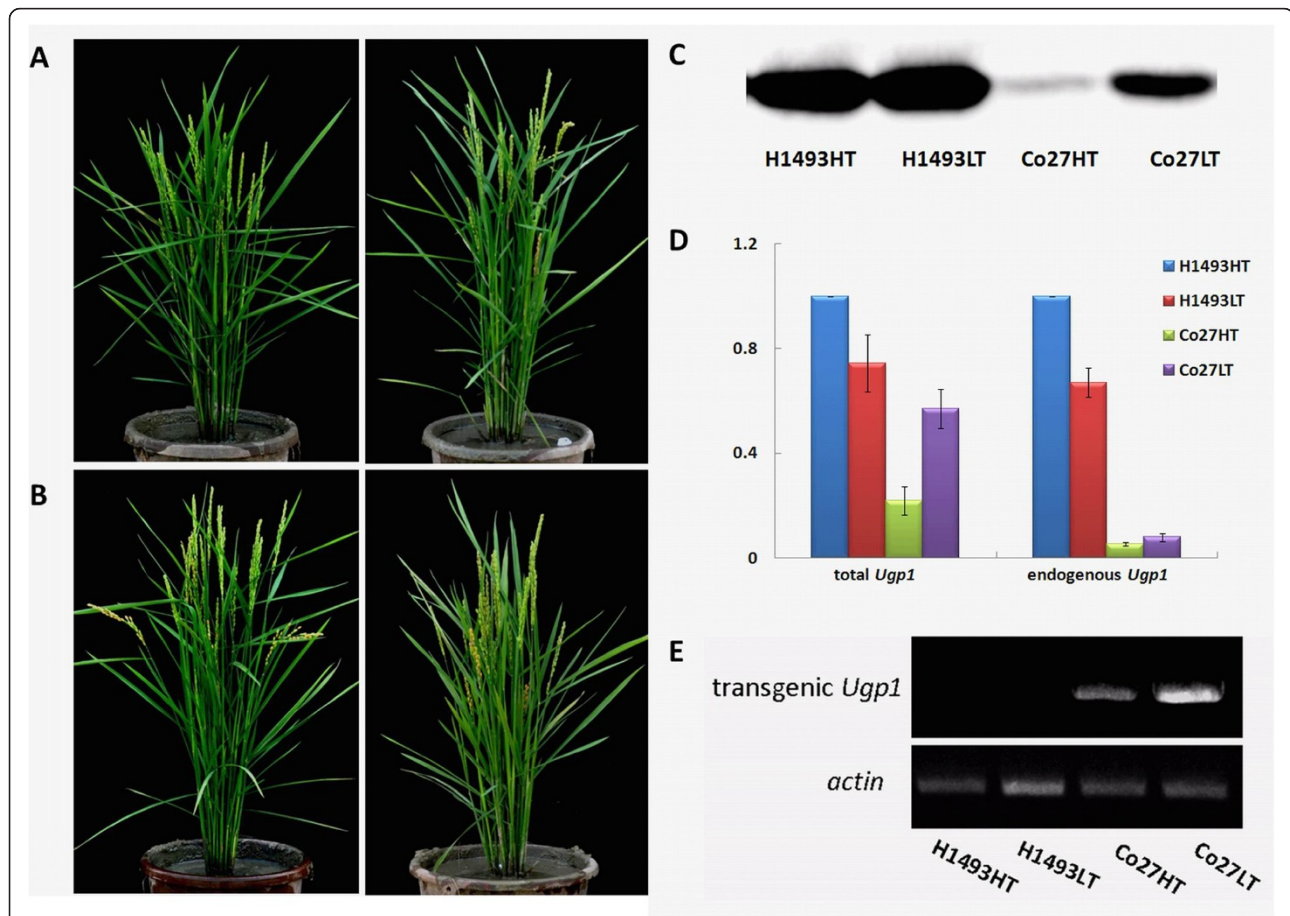 A
B
C
H1493HT H1493LT Co27HT Co27LT
D
1.2
0.8
0.4
0
total Ugp1 endogenous Ugp1
H1493HT
H1493LT
Co27HT
Co27LT
E
transgenic Ugp1
actin
H1493HT H1493LT Co27HT Co27LT